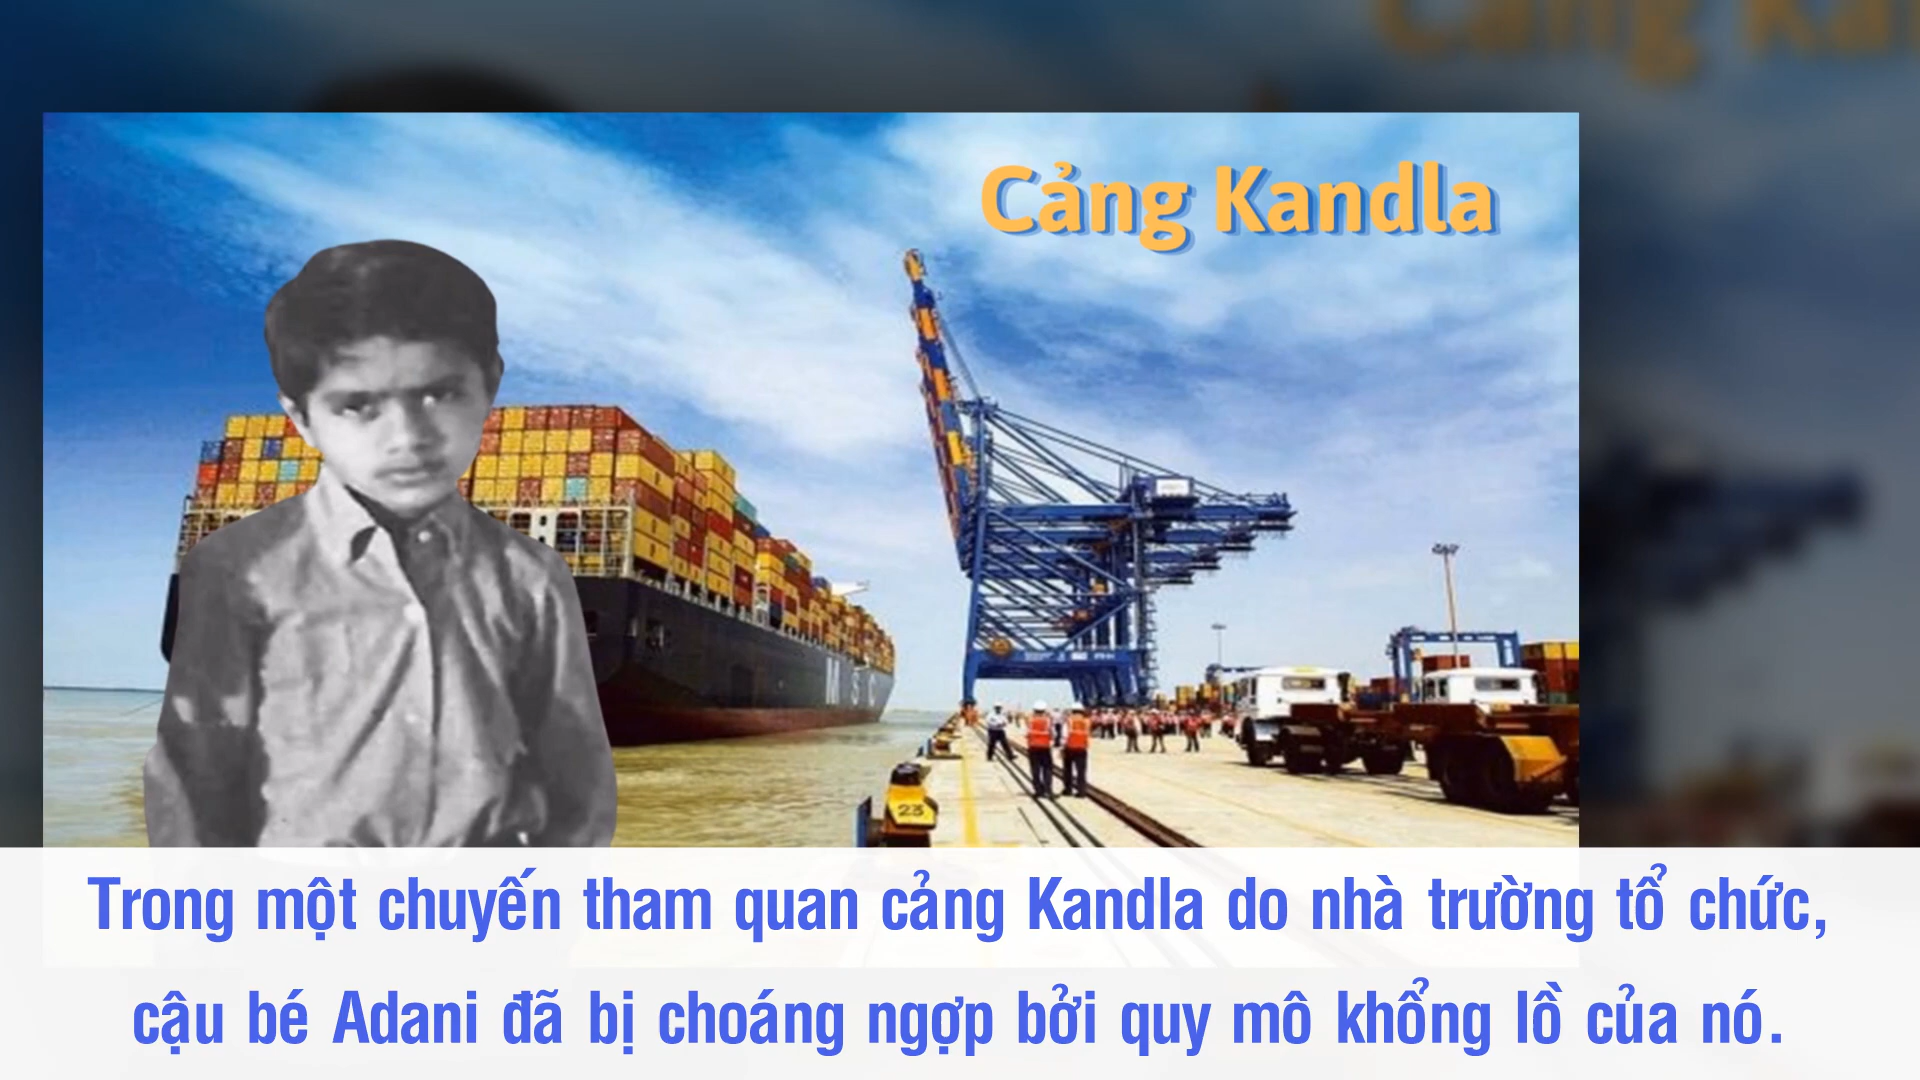 Cảng Kandla
M S C
23
Trong một chuyến tham quan cảng Kandla do nhà trường tổ chức,
cậu bé Adani đã bị choáng ngợp bởi quy mô khổng lồ của nó.